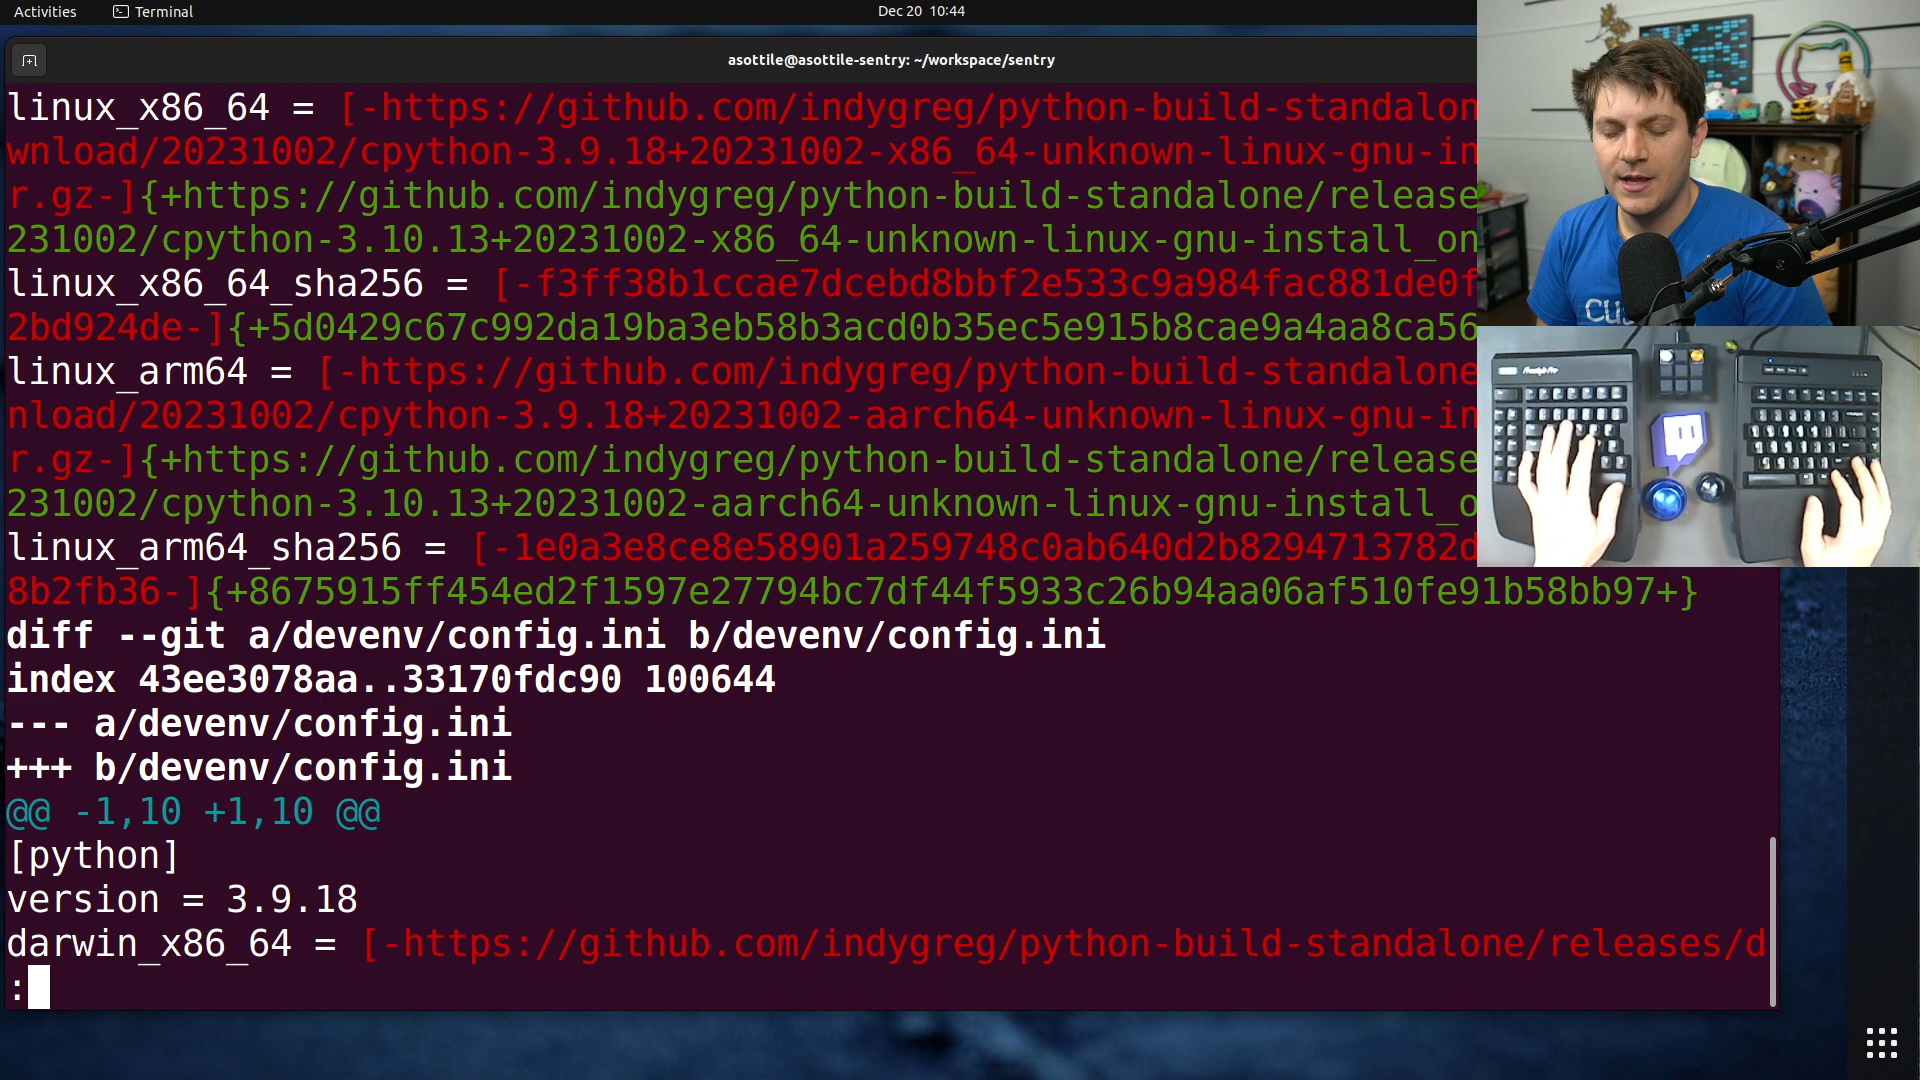 Activities
Terminal
Dec 20 10:44
asottile@asottile-sentry: ~/workspace/sentry
linux_x86_64 = [-https://github.com/indygreg/python-build-standalon
wnload/20231002/cpython-3.9.18+20231002-x86_64-unknown-linux-gnu-in
r.gz-]{+https://github.com/indygreg/python-build-standalone/release
231002/cpython-3.10.13+20231002-x86_64-unknown-linux-gnu-install_on
linux_x86_64_sha256 = [-f3ff38b1ccae7dcebd8bbf2e533c9a984fac881de0f
2bd924de-]{+5d0429c67c992da19ba3eb58b3acd0b35ec5e915b8cae9a4aa8ca56
linux_arm64 = [-https://github.com/indygreg/python-build-standalone
nload/20231002/cpython-3.9.18+20231002-aarch64-unknown-linux-gnu-in
r.gz-]{+https://github.com/indygreg/python-build-standalone/release
231002/cpython-3.10.13+20231002-aarch64-unknown-linux-gnu-install_o
linux_arm64_sha256 = [-1e0a3e8ce8e58901a259748c0ab640d2b8294713782d
8b2fb36-]{+8675915ff454ed2f1597e27794bc7df44f5933c26b94aa06af510fe91b58bb97+}
diff --git a/devenv/config.ini b/devenv/config.ini
index 43ee3078aa..33170fdc90 100644
--- a/devenv/config.ini
+++ b/devenv/config.ini
@@ -1,10 +1,10 @@
[python]
version = 3.9.18
darwin_x86_64 = [-https://github.com/indygreg/python-build-standalone/releases/d
: